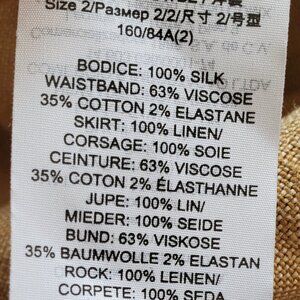 Size 2/Размер 2/2/尺寸 2/号型
160/84A(2)
BODICE: 100% SILK
WAISTBAND: 63% VISCOSE
35% COTTON 2% ELASTANE
SKIRT: 100% LINEN/
CORSAGE: 100% SOIE
CEINTURE: 63% VISCOSE
35% COTON 2% ÉLASTHANNE
JUPE: 100% LIN/
MIEDER: 100% SEIDE
BUND: 63% VISKOSE
35% BAUMWOLLE 2% ELASTAN
ROCK: 100% LEINEN/
CORPETE: 100% SEDA